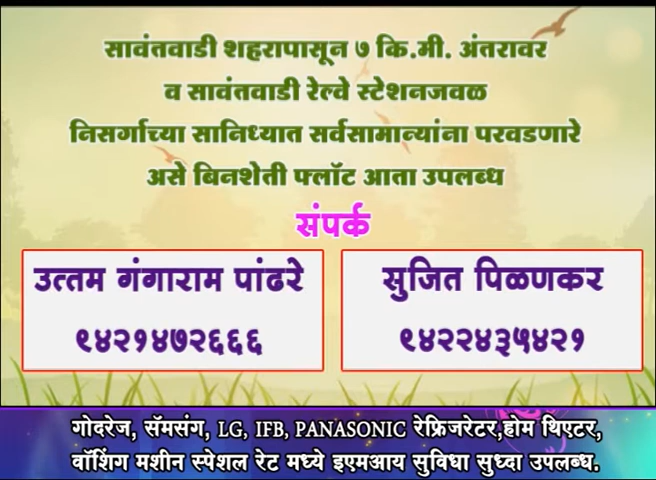 सावंतवाडी शहरापासून ७ कि.मी. अंतरावर
व सावंतवाडी रेल्वे स्टेशनजवळ
निसर्गाच्या सानिध्यात सर्वसामान्यांना परवडणारे
असे बिनशेती फ्लॉट आता उपलब्ध
संपर्क
उत्तम गंगाराम पांढरे
९४२१४७२६६६
सुजित पिळणकर
९४२२४३५४२१
गोदरेज, सॅमसंग, LG, IFB, PANASONIC रेफ्रिजरेटर,होम थिएटर,
वॉशिंग मशीन स्पेशल रेट मध्ये इएमआय सुविधा सुध्दा उपलब्ध.